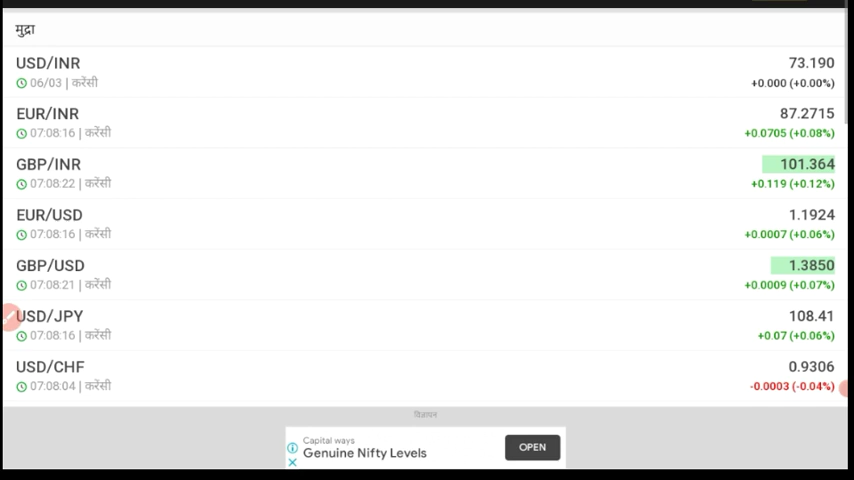 मुद्रा
USD/INR 73.190
06/03 | करेंसी +0.000 (+0.00%)
EUR/INR 87.2715
07:08:16 | करेंसी +0.0705 (+0.08%)
GBP/INR 101.364
07:08:22 | करेंसी +0.119 (+0.12%)
EUR/USD 1.1924
07:08:16 | करेंसी +0.0007 (+0.06%)
GBP/USD 1.3850
07:08:21 | करेंसी +0.0009 (+0.07%)
USD/JPY 108.41
07:08:16 | करेंसी +0.07 (+0.06%)
USD/CHF 0.9306
07:08:04 | करेंसी -0.0003 (-0.04%)
विज्ञापन
Capital ways
Genuine Nifty Levels
OPEN